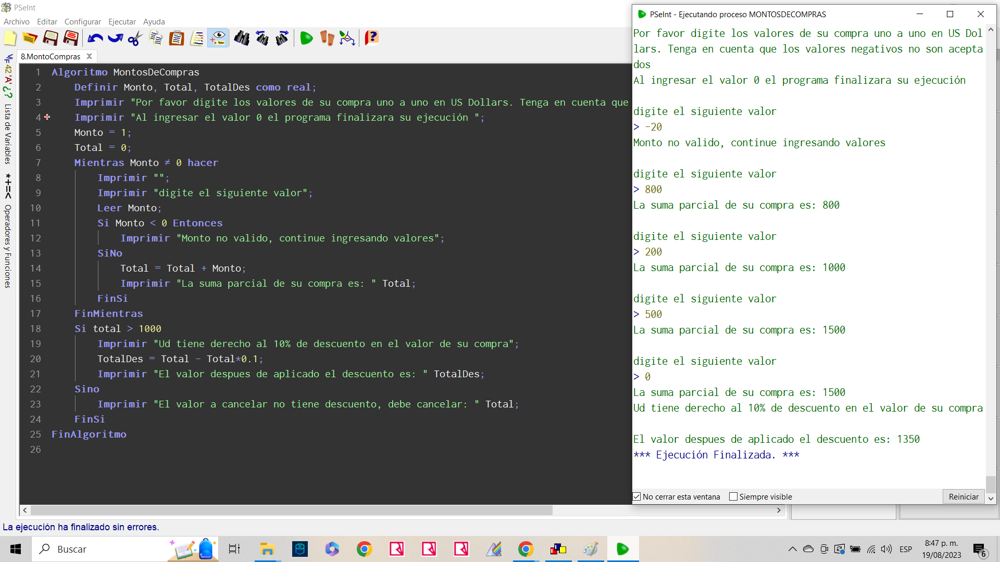 PSeInt
Archivo Editar Configurar Ejecutar Ayuda
8.MontoCompras
Lista de Variables
Operadores y Funciones
1 Algoritmo MontosDeCompras
2 Definir Monto, Total, TotalDes como real;
3 Imprimir "Por favor digite los valores de su compra uno a uno en US Dollars. Tenga en cuenta que
4 Imprimir "Al ingresar el valor 0 el programa finalizara su ejecución ";
5 Monto = 1;
6 Total = 0;
7 Mientras Monto ≠ 0 hacer
8 Imprimir "";
9 Imprimir "digite el siguiente valor";
10 Leer Monto;
11 Si Monto < 0 Entonces
12 Imprimir "Monto no valido, continue ingresando valores";
13 SiNo
14 Total = Total + Monto;
15 Imprimir "La suma parcial de su compra es: " Total;
16 FinSi
17 FinMientras
18 Si total > 1000
19 Imprimir "Ud tiene derecho al 10% de descuento en el valor de su compra";
20 TotalDes = Total - Total*0.1;
21 Imprimir "El valor despues de aplicado el descuento es: " TotalDes;
22 Sino
23 Imprimir "El valor a cancelar no tiene descuento, debe cancelar: " Total;
24 FinSi
25 FinAlgoritmo
26
PSeInt - Ejecutando proceso MONTOSDECOMPRAS
Por favor digite los valores de su compra uno a uno en US Dol
lars. Tenga en cuenta que los valores negativos no son acepta
dos
Al ingresar el valor 0 el programa finalizara su ejecución
digite el siguiente valor
> -20
Monto no valido, continue ingresando valores
digite el siguiente valor
> 800
La suma parcial de su compra es: 800
digite el siguiente valor
> 200
La suma parcial de su compra es: 1000
digite el siguiente valor
> 500
La suma parcial de su compra es: 1500
digite el siguiente valor
> 0
La suma parcial de su compra es: 1500
Ud tiene derecho al 10% de descuento en el valor de su compra
El valor despues de aplicado el descuento es: 1350
*** Ejecución Finalizada. ***
No cerrar esta ventana
Siempre visible
Reiniciar
La ejecución ha finalizado sin errores.
Buscar
ESP
8:47 p. m.
19/08/2023
6